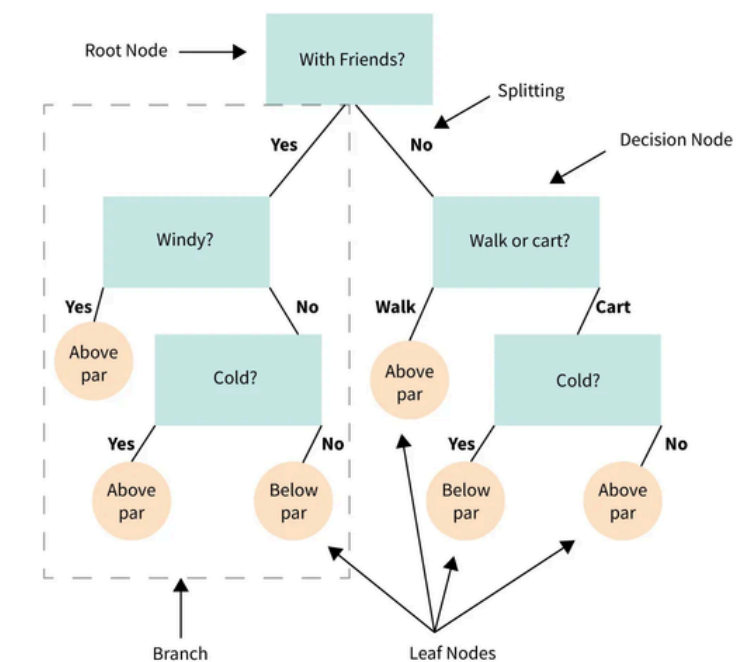 Root Node
With Friends?
Splitting
Yes
No
Decision Node
Windy?
Walk or cart?
Yes
No
Walk
Cart
Above
par
Cold?
Above
par
Cold?
Yes
No
Yes
No
Above
par
Below
par
Below
par
Above
par
Branch
Leaf Nodes